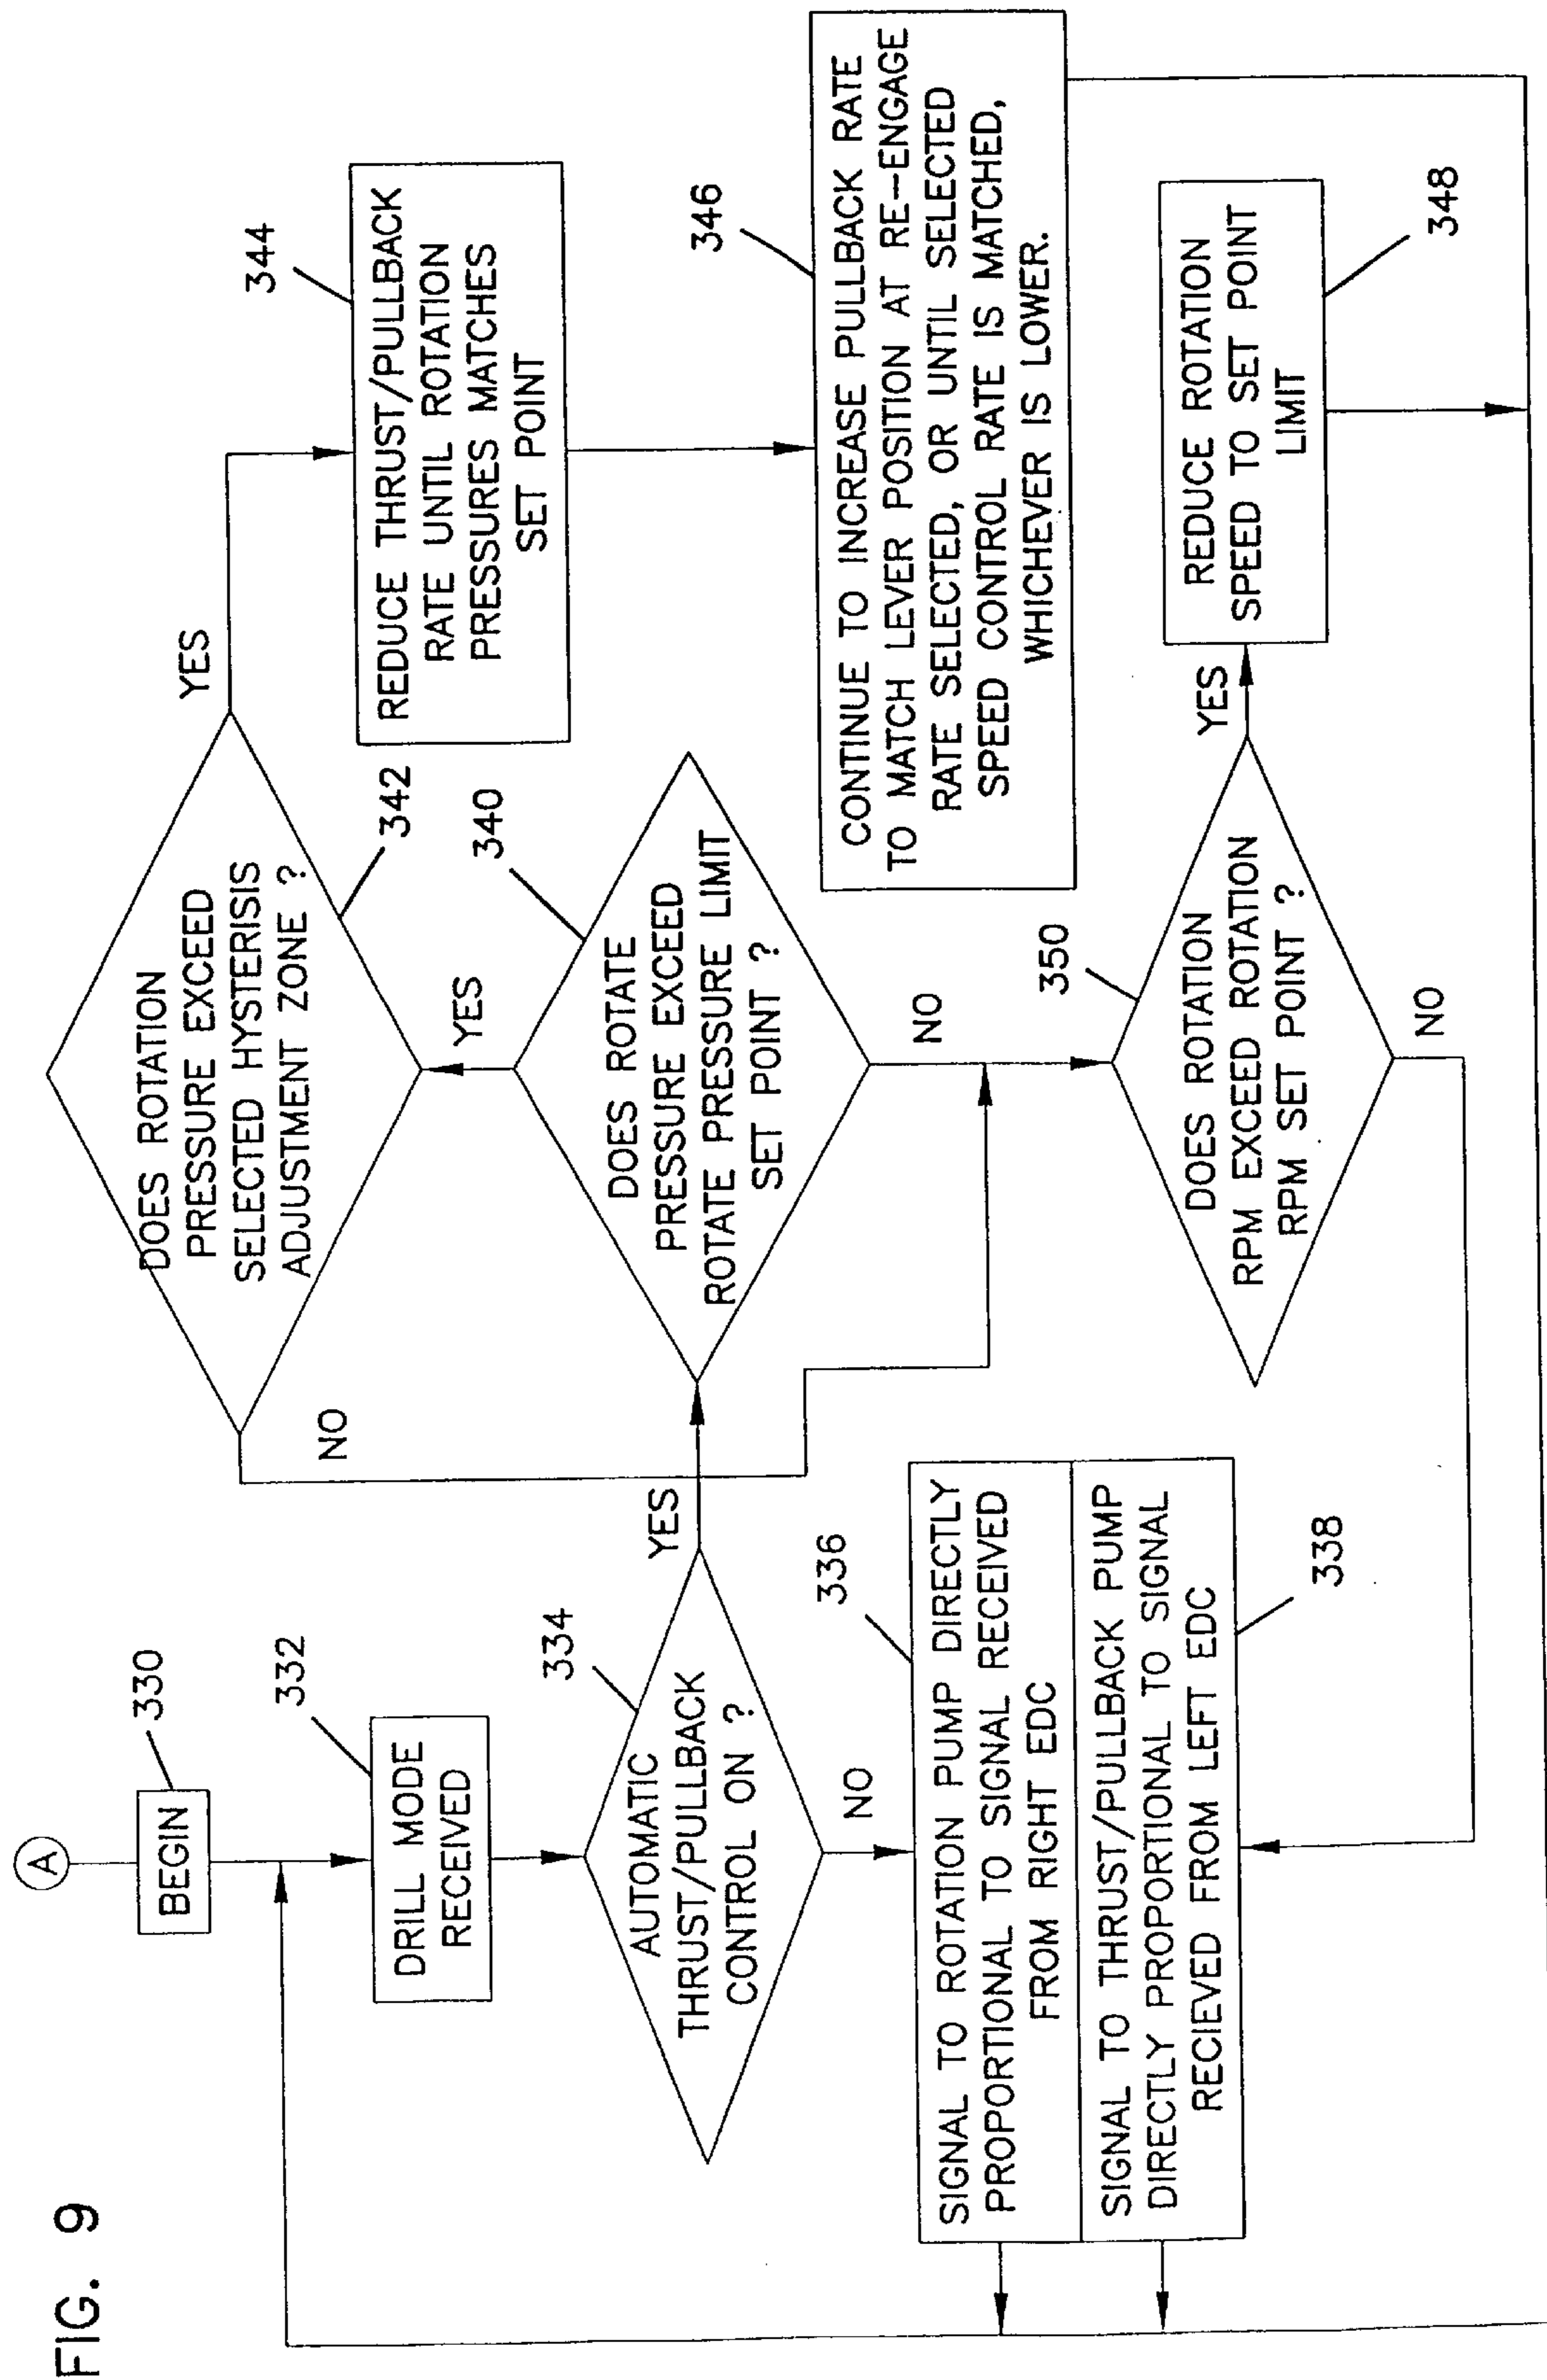 FIG. 9
A
BEGIN
330
DRILL MODE
RECEIVED
332
AUTOMATIC
THRUST/PULLBACK
CONTROL ON ?
334
YES
NO
SIGNAL TO ROTATION PUMP DIRECTLY
PROPORTIONAL TO SIGNAL RECEIVED
FROM RIGHT EDC
336
SIGNAL TO THRUST/PULLBACK PUMP
DIRECTLY PROPORTIONAL TO SIGNAL
RECIEVED FROM LEFT EDC
338
DOES ROTATE
PRESSURE EXCEED
ROTATE PRESSURE LIMIT
SET POINT ?
340
YES
NO
DOES ROTATION
PRESSURE EXCEED
SELECTED HYSTERISIS
ADJUSTMENT ZONE ?
342
YES
NO
REDUCE THRUST/PULLBACK
RATE UNTIL ROTATION
PRESSURES MATCHES
SET POINT
344
CONTINUE TO INCREASE PULLBACK RATE
TO MATCH LEVER POSITION AT RE--ENGAGE
RATE SELECTED, OR UNTIL SELECTED
SPEED CONTROL RATE IS MATCHED,
WHICHEVER IS LOWER.
346
DOES ROTATION
RPM EXCEED ROTATION
RPM SET POINT ?
350
YES
NO
REDUCE ROTATION
SPEED TO SET POINT
LIMIT
348